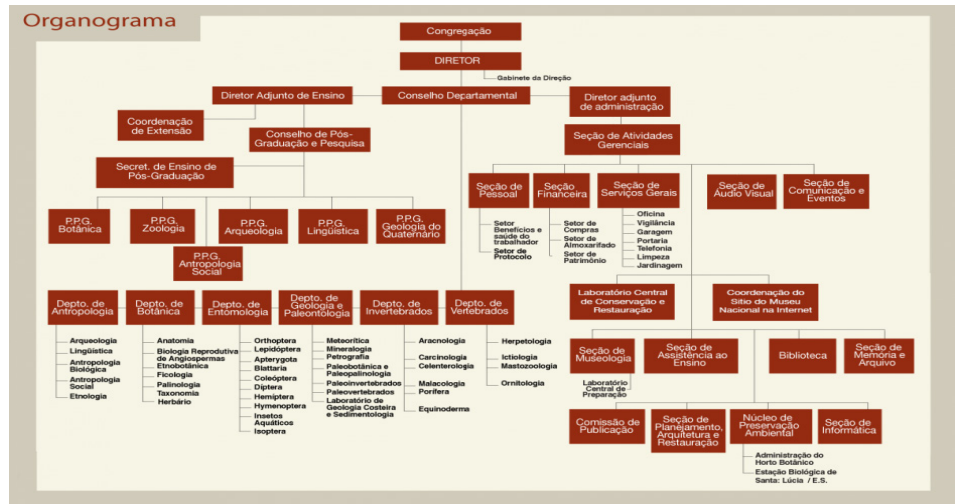 Organograma
Congregação
DIRETOR
Gabinete da Direção
Diretor Adjunto de Ensino
Conselho Departamental
Diretor adjunto
de administração
Coordenação
de Extensão
Conselho de Pós-
Graduação e Pesquisa
Seção de Atividades
Gerenciais
Secret. de Ensino de
Pós-Graduação
Seção de
Pessoal
Seção
Financeira
Seção de
Serviços Gerais
Seção de
Áudio Visual
Seção de
Comunicação e
Eventos
Setor
Benefícios e
saúde do
trabalhador
Setor de
Protocolo
Setor de
Compras
Setor de
Almoxarifado
Setor de
Patrimônio
Oficina
Vigilância
Garagem
Portaria
Telefonia
Limpeza
Jardinagem
P.P.G.
Botânica
P.P.G.
Zoologia
P.P.G.
Arqueologia
P.P.G.
Lingüística
P.P.G.
Geologia do
Quaternário
P.P.G.
Antropologia
Social
Laboratório Central
de Conservação e
Restauração
Coordenação do
Sitio do Museu
Nacional na Internet
Depto. de
Antropologia
Depto. de
Botânica
Depto. de
Entomologia
Depto. de
Geologia e
Paleontologia
Depto. de
Invertebrados
Depto. de
Vertebrados
Arqueologia
Lingüística
Antropologia
Biológica
Antropologia
Social
Etnologia
Anatomia
Biologia Reprodutiva
de Angiospermas
Etnobotânica
Ficologia
Palinologia
Taxonomia
Herbário
Orthoptera
Lepidóptera
Apterygota
Blattaria
Coleóptera
Díptera
Hemiptera
Hymenoptera
Insetos
Aquáticos
Isoptera
Meteorítica
Mineralogia
Petrografia
Paleobotânica e
Paleopalinologia
Paleoinvertebrados
Paleovertebrados
Laboratório de
Geologia Costeira
e Sedimentologia
Aracnologia
Carcinologia
Celenterologia
Malacologia
Porífera
Equinoderma
Herpetologia
Ictiologia
Mastozoologia
Ornitologia
Seção de
Museologia
Seção de
Assistência ao
Ensino
Biblioteca
Seção de
Memória e
Arquivo
Laboratório
Central de
Preparação
Comissão de
Publicação
Seção de
Planejamento,
Arquitetura e
Restauração
Núcleo de
Preservação
Ambiental
Seção de
Informática
Administração do
Horto Botânico
Estação Biológica de
Santa: Lúcia / E.S.